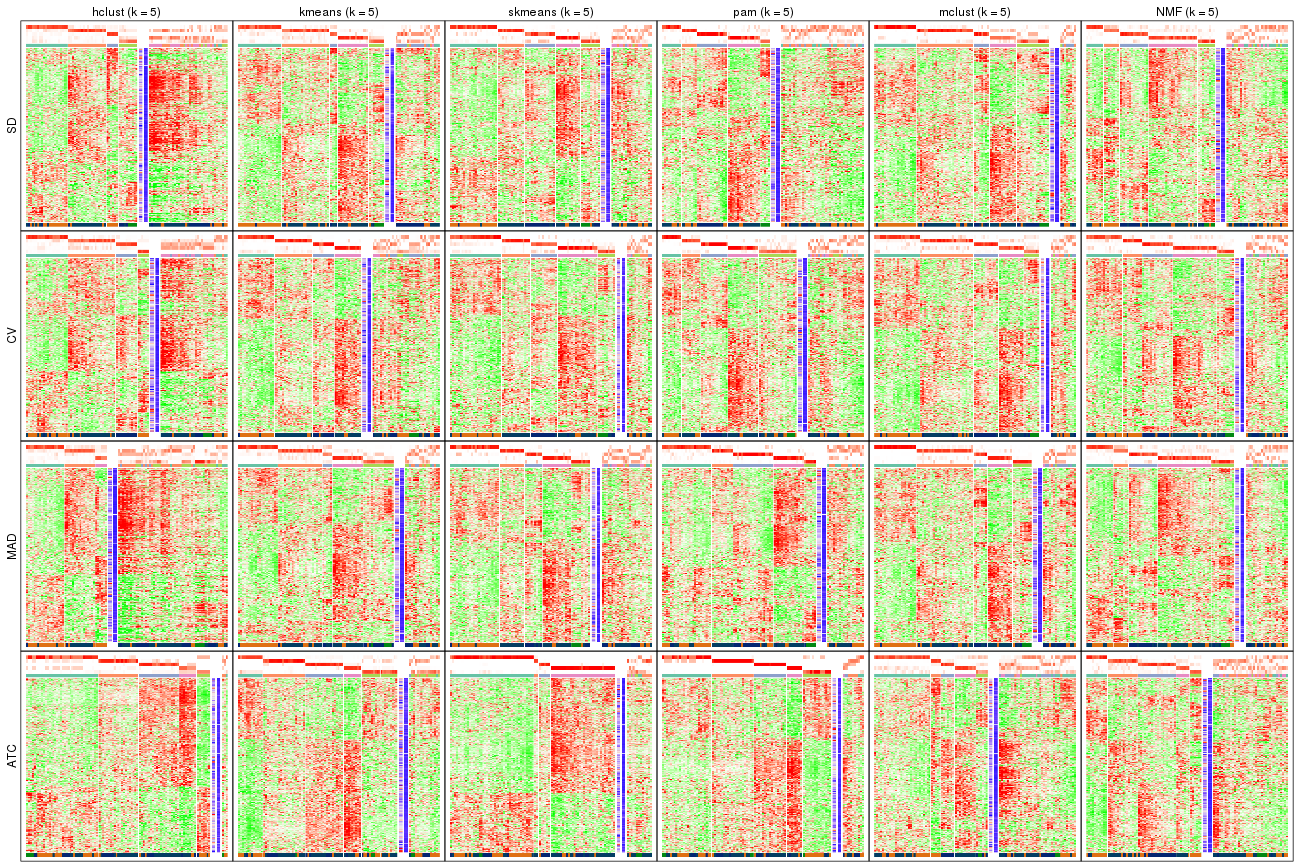 hclust (k = 5) kmeans (k = 5) skmeans (k = 5) pam (k = 5) mclust (k = 5) NMF (k = 5)
SD
CV
MAD
ATC